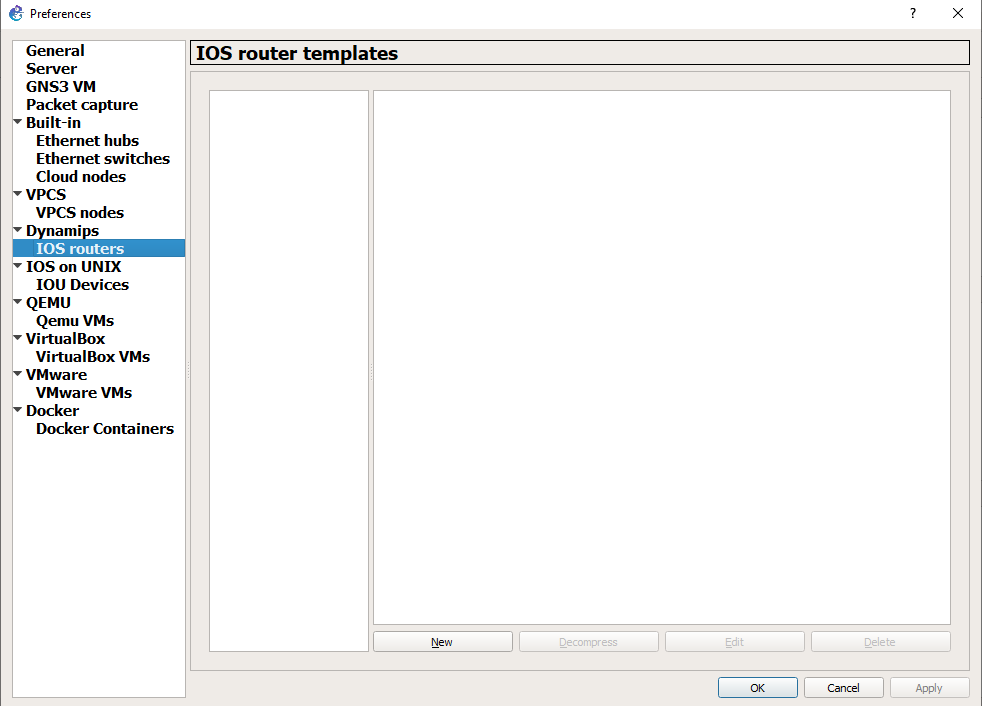 Preferences
?
General
Server
GNS3 VM
Packet capture
Built-in
Ethernet hubs
Ethernet switches
Cloud nodes
VPCS
VPCS nodes
Dynamips
IOS routers
IOS on UNIX
IOU Devices
QEMU
Qemu VMs
VirtualBox
VirtualBox VMs
VMware
VMware VMs
Docker
Docker Containers
IOS router templates
New
Decompress
Edit
Delete
OK
Cancel
Apply